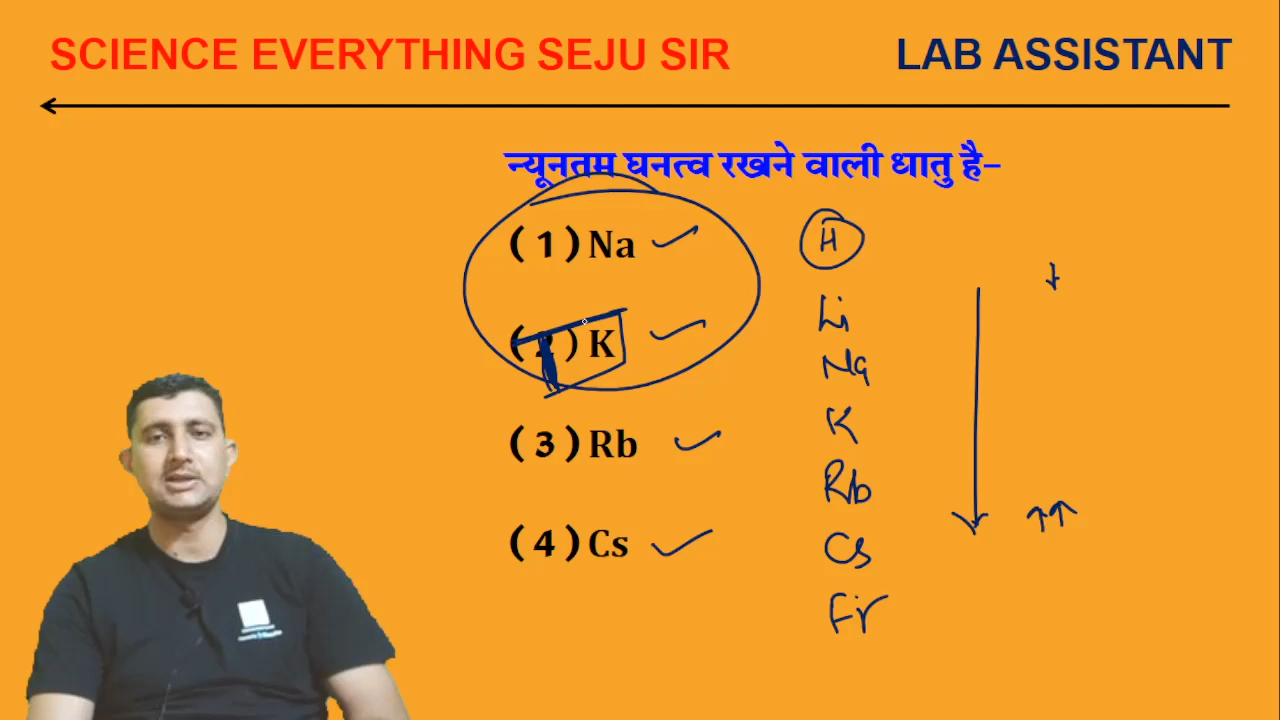 SCIENCE EVERYTHING SEJU SIR LAB ASSISTANT
न्यूनतम घनत्व रखने वाली धातु है-
(1) Na
(2) K
(3) Rb
(4) Cs
H
Li
Na
K
Rb
Cs
Fr